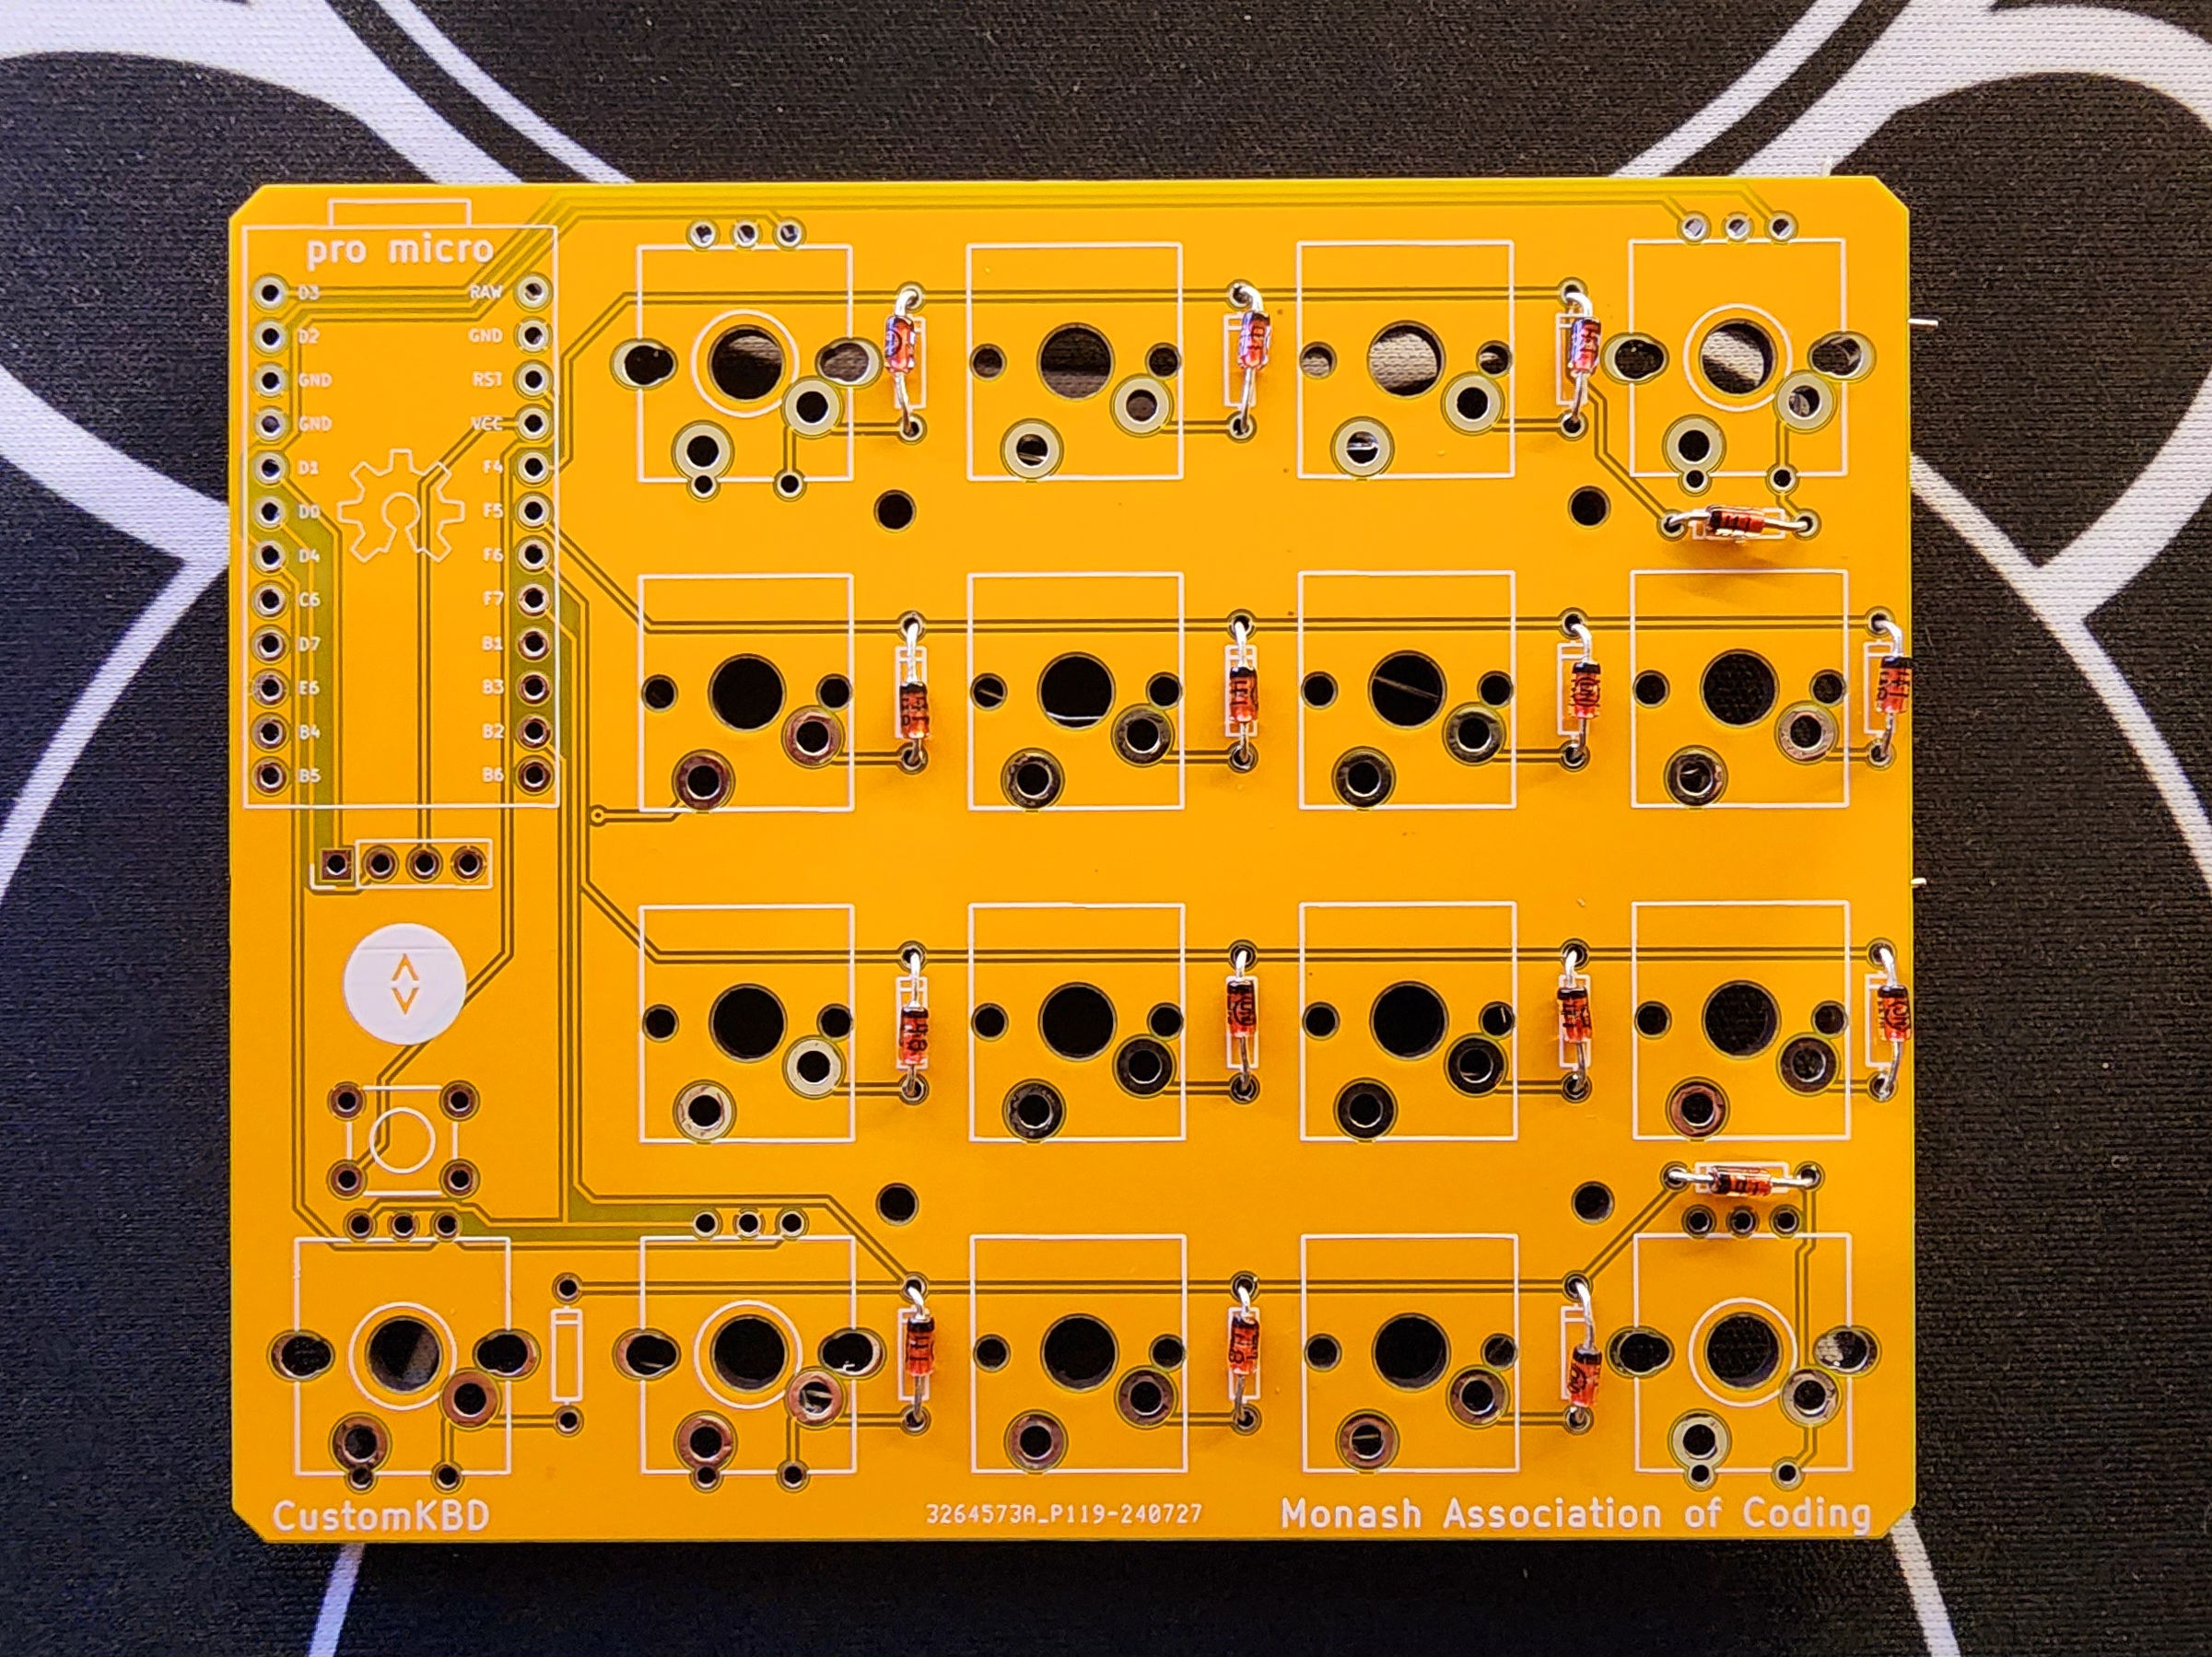 pro micro
D3 RAW
D2 GND
GND RST
GND VCC
D1 F4
D0 F5
D4 F6
C6 F7
D7 B1
E6 B3
B4 B2
B5 B6
CustomKBD
3264573A_P119-240727
Monash Association of Coding